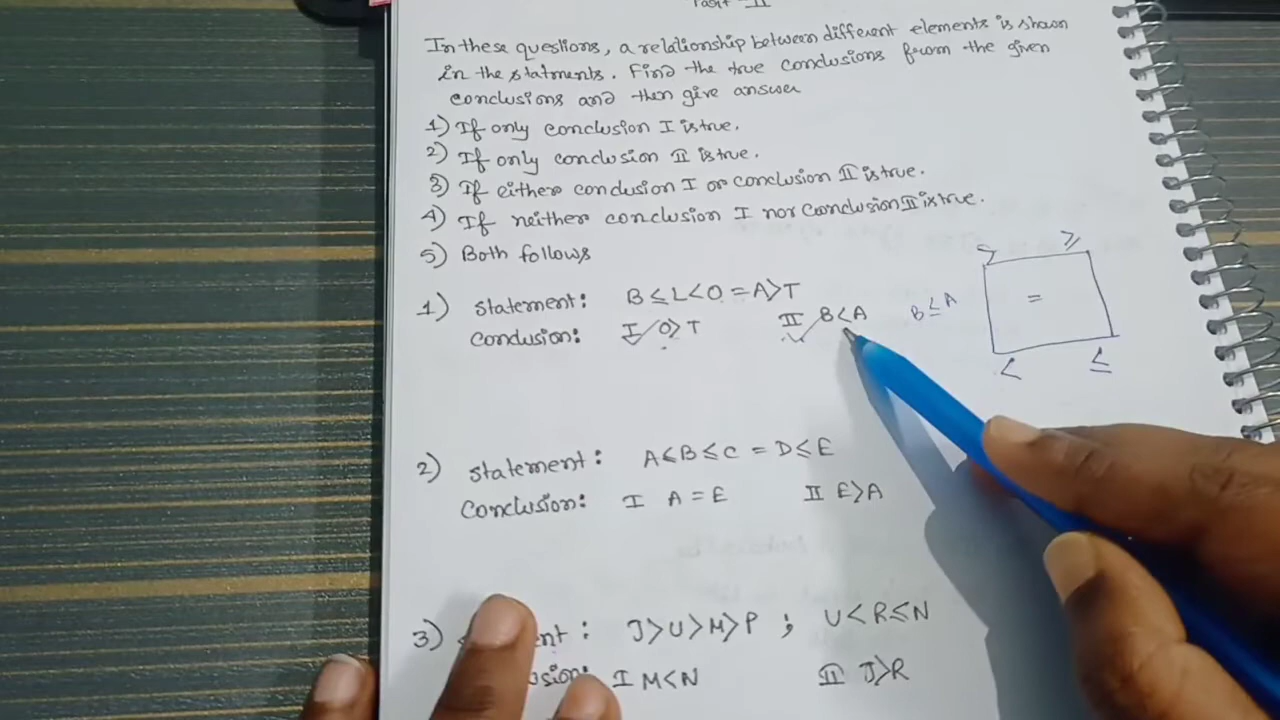 In these questions, a relationship between different elements is shown
in the statments. Find the true conclusions from the given
conclusions and then give answer
1) If only conclusion I is true.
2) If only conclusion II is true.
3) If either conclusion I or conclusion II is true.
4) If neither conclusion I nor conclusion II is true.
5) Both follows
1) Statement: B ≤ L < O = A > T
Conclusion: I O > T II B < A
B ≤ A
> ≥
=
< ≤
2) Statement: A ≤ B ≤ C = D ≤ E
Conclusion: I A = E II E > A
3) J > U > M > P ; U < R ≤ N
I M < N II J > R